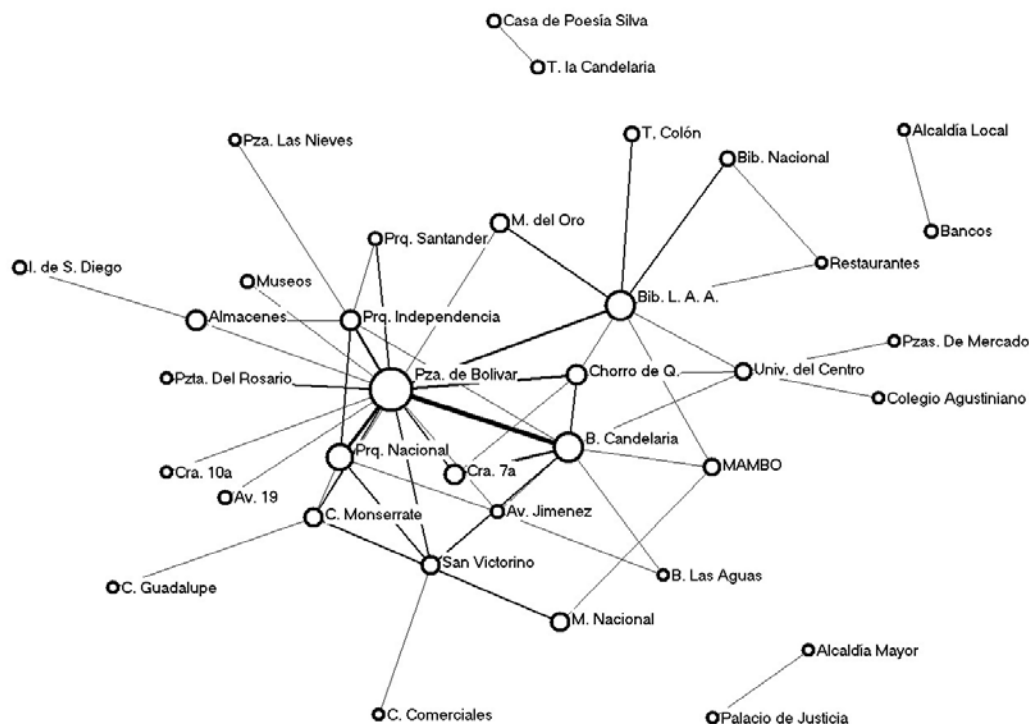 Casa de Poesía Silva
T. la Candelaria
Alcaldía Local
T. Colón
Pza. Las Nieves
Bib. Nacional
M. del Oro
Bancos
Prq. Santander
Restaurantes
I. de S. Diego
Museos
Bib. L. A. A.
Almacenes
Prq. Independencia
Pzas. De Mercado
Pza. de Bolivar
Chorro de Q.
Univ. del Centro
Pzta. Del Rosario
Colegio Agustiniano
B. Candelaria
Prq. Nacional
MAMBO
Cra. 10a
Cra. 7a
Av. 19
Av. Jimenez
C. Monserrate
San Victorino
B. Las Aguas
C. Guadalupe
M. Nacional
Alcaldía Mayor
C. Comerciales
Palacio de Justicia